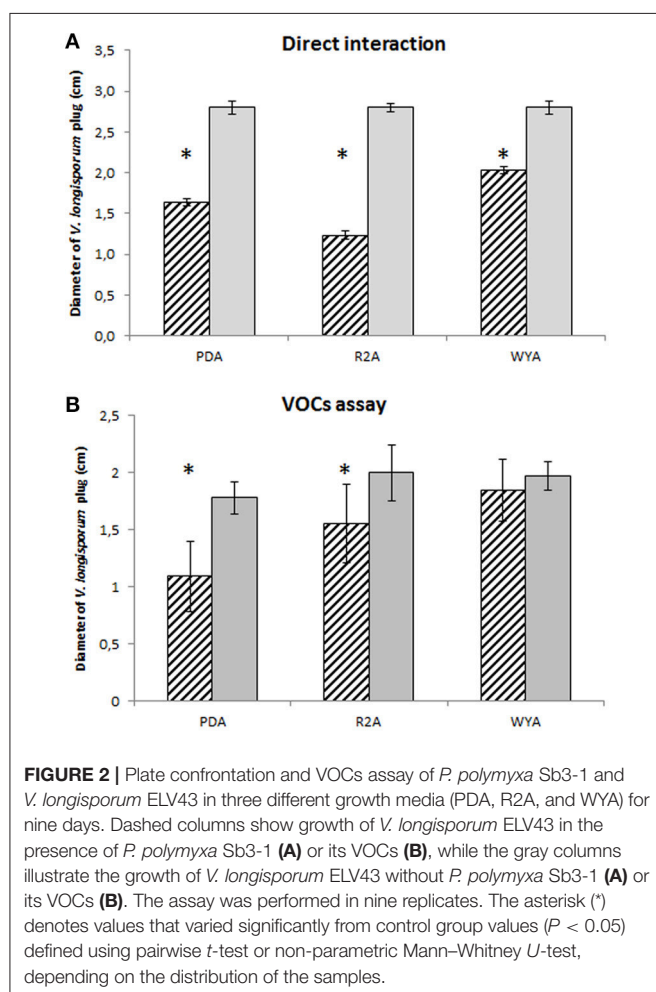 A
Direct interaction
Diameter of V. longisporum plug (cm)
3,5
3,0
2,5
2,0
1,5
1,0
0,5
0,0
* * *
PDA R2A WYA
B
VOCs assay
Diameter of V. longisporum plug (cm)
2,5
2
1,5
1
0,5
0
* *
PDA R2A WYA
FIGURE 2 | Plate confrontation and VOCs assay of P. polymyxa Sb3-1 and
V. longisporum ELV43 in three different growth media (PDA, R2A, and WYA) for
nine days. Dashed columns show growth of V. longisporum ELV43 in the
presence of P. polymyxa Sb3-1 (A) or its VOCs (B), while the gray columns
illustrate the growth of V. longisporum ELV43 without P. polymyxa Sb3-1 (A) or
its VOCs (B). The assay was performed in nine replicates. The asterisk (*)
denotes values that varied significantly from control group values (P < 0.05)
defined using pairwise t-test or non-parametric Mann–Whitney U-test,
depending on the distribution of the samples.